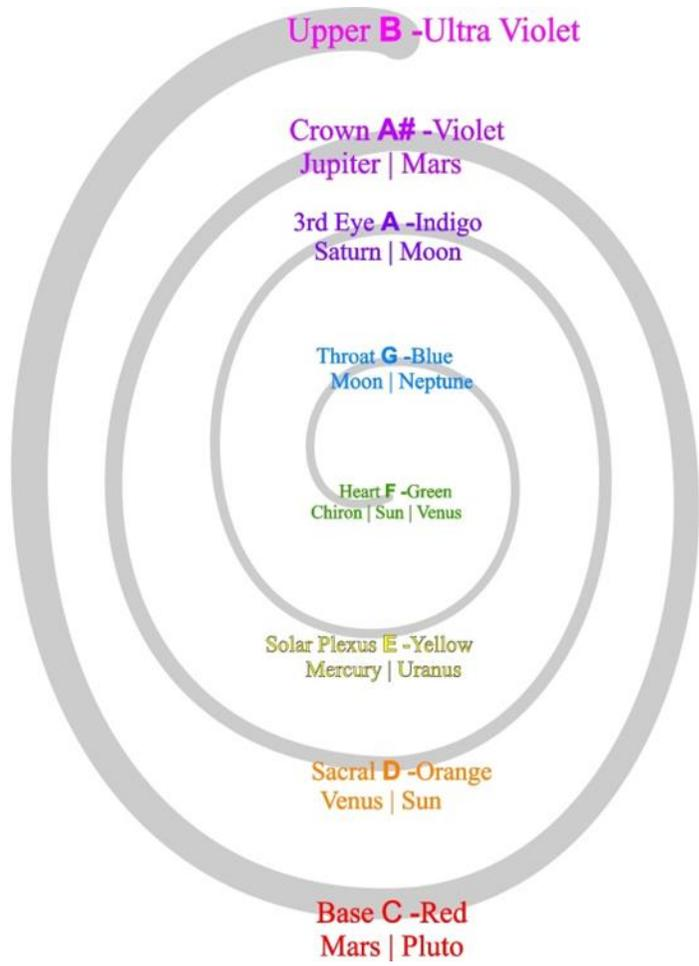 Upper B -Ultra Violet
Crown A# -Violet
Jupiter | Mars
3rd Eye A -Indigo
Saturn | Moon
Throat G -Blue
Moon | Neptune
Heart F -Green
Chiron | Sun | Venus
Solar Plexus E -Yellow
Mercury | Uranus
Sacral D -Orange
Venus | Sun
Base C -Red
Mars | Pluto